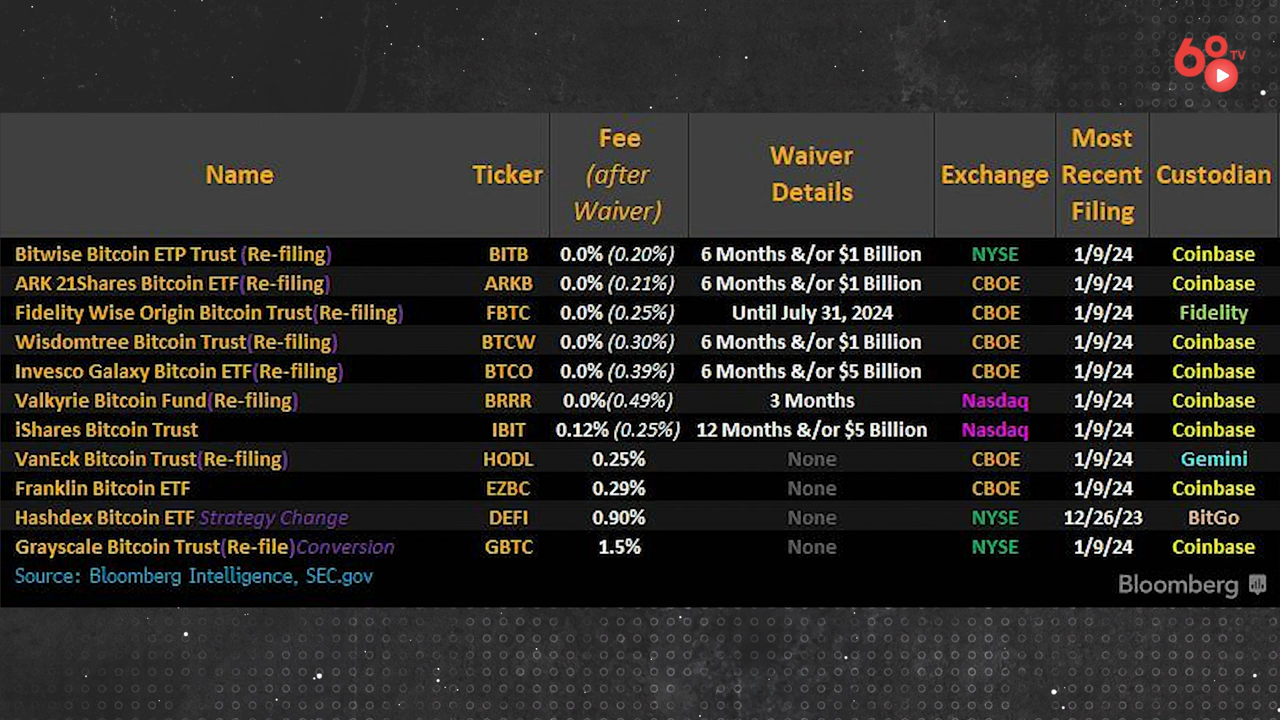 60 TV
Name Ticker Fee (after Waiver) Waiver Details Exchange Most Recent Filing Custodian
Bitwise Bitcoin ETP Trust (Re-filing) BITB 0.0% (0.20%) 6 Months &/or $1 Billion NYSE 1/9/24 Coinbase
ARK 21Shares Bitcoin ETF(Re-filing) ARKB 0.0% (0.21%) 6 Months &/or $1 Billion CBOE 1/9/24 Coinbase
Fidelity Wise Origin Bitcoin Trust(Re-filing) FBTC 0.0% (0.25%) Until July 31, 2024 CBOE 1/9/24 Fidelity
Wisdomtree Bitcoin Trust(Re-filing) BTCW 0.0% (0.30%) 6 Months &/or $1 Billion CBOE 1/9/24 Coinbase
Invesco Galaxy Bitcoin ETF(Re-filing) BTCO 0.0% (0.39%) 6 Months &/or $5 Billion CBOE 1/9/24 Coinbase
Valkyrie Bitcoin Fund(Re-filing) BRRR 0.0%(0.49%) 3 Months Nasdaq 1/9/24 Coinbase
iShares Bitcoin Trust IBIT 0.12% (0.25%) 12 Months &/or $5 Billion Nasdaq 1/9/24 Coinbase
VanEck Bitcoin Trust(Re-filing) HODL 0.25% None CBOE 1/9/24 Gemini
Franklin Bitcoin ETF EZBC 0.29% None CBOE 1/9/24 Coinbase
Hashdex Bitcoin ETF Strategy Change DEFI 0.90% None NYSE 12/26/23 BitGo
Grayscale Bitcoin Trust(Re-file)Conversion GBTC 1.5% None NYSE 1/9/24 Coinbase
Source: Bloomberg Intelligence, SEC.gov
Bloomberg